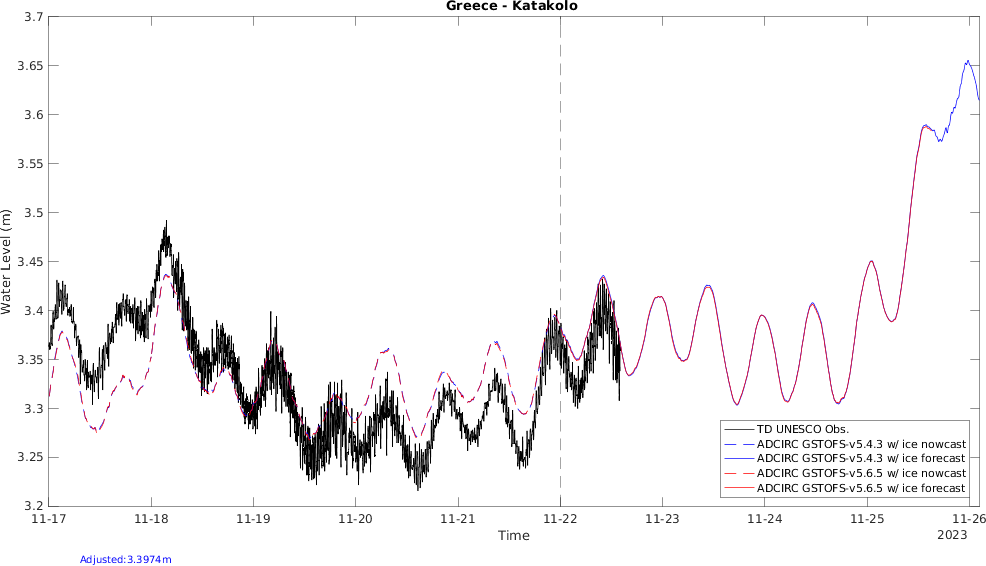 Greece - Katakolo
Water Level (m)
3.7
3.65
3.6
3.55
3.5
3.45
3.4
3.35
3.3
3.25
3.2
TD UNESCO Obs.
ADCIRC GSTOFS-v5.4.3 w/ ice nowcast
ADCIRC GSTOFS-v5.4.3 w/ ice forecast
ADCIRC GSTOFS-v5.6.5 w/ ice nowcast
ADCIRC GSTOFS-v5.6.5 w/ ice forecast
11-17 11-18 11-19 11-20 11-21 11-22 11-23 11-24 11-25 11-26
Time
2023
Adjusted:3.3974m